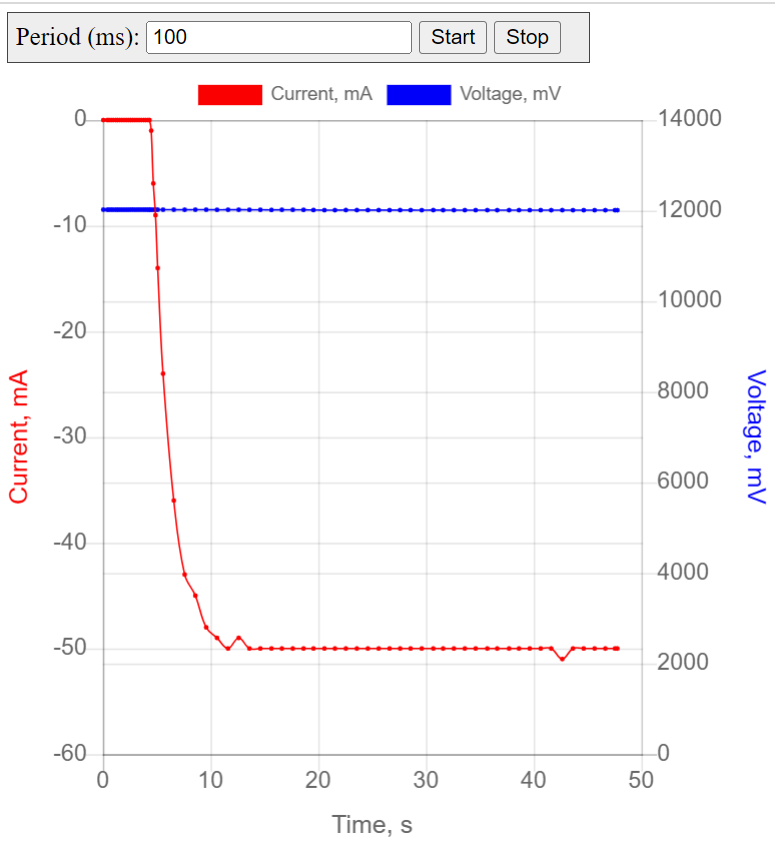 Period (ms): 100 Start Stop
Current, mA Voltage, mV
0 14000
-10 12000
-20 10000
-30 8000
-40 6000
-50 4000
-60 2000
0
0 10 20 30 40 50
Current, mA
Voltage, mV
Time, s